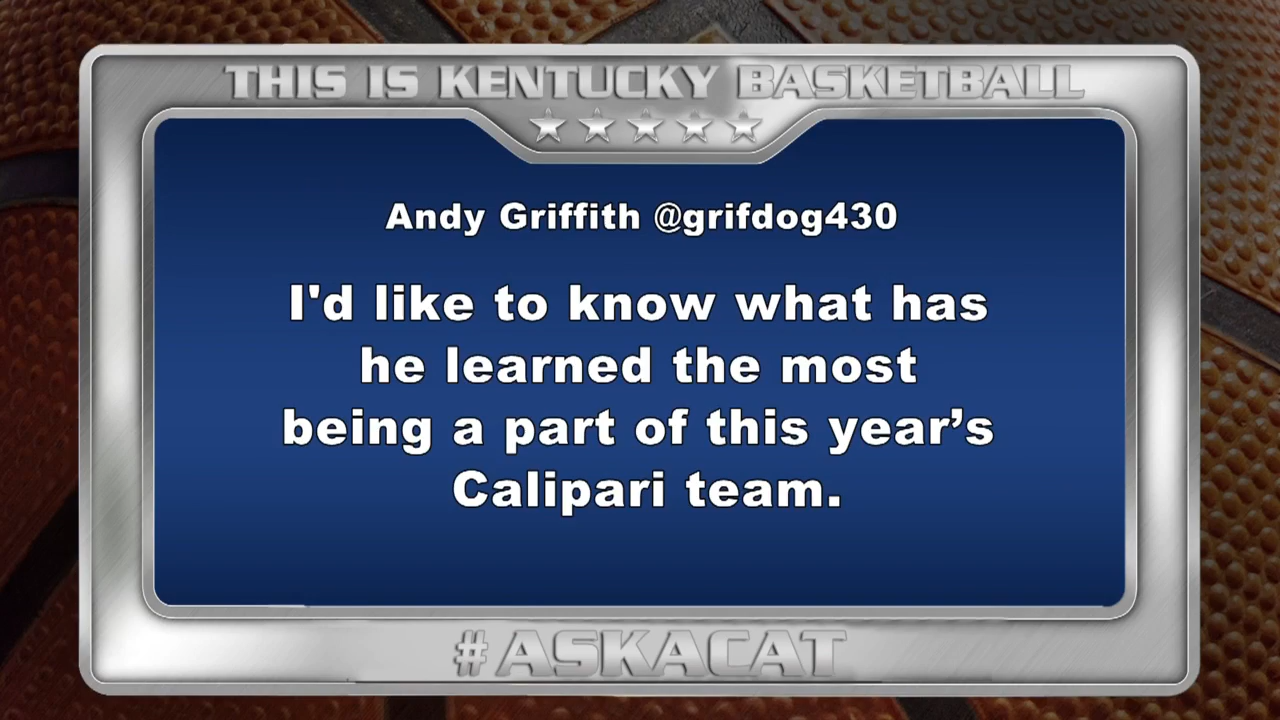 THIS IS KENTUCKY BASKETBALL
Andy Griffith @grifdog430
I'd like to know what has
he learned the most
being a part of this year’s
Calipari team.
#ASKACAT